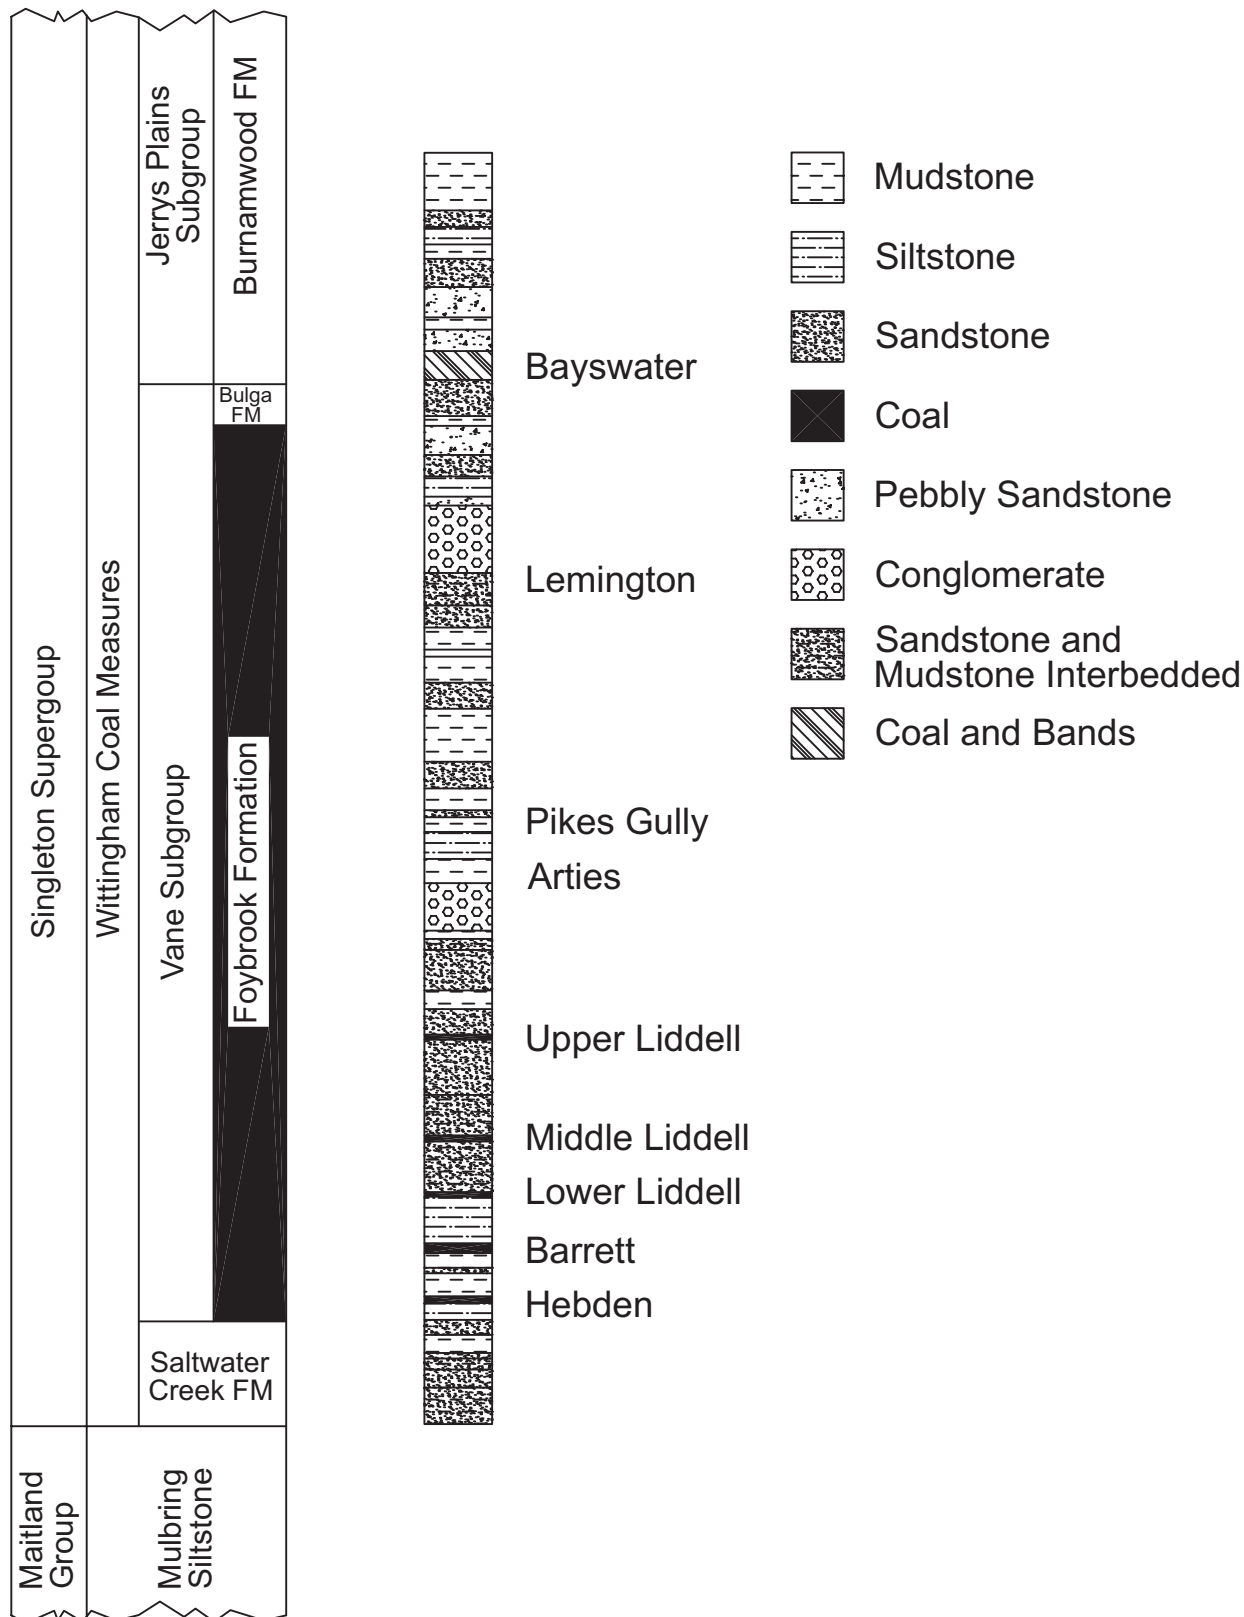 Singleton Supergoup
Wittingham Coal Measures
Jerrys Plains
Subgroup
Burnamwood FM
Bulga
FM
Vane Subgroup
Foybrook Formation
Saltwater
Creek FM
Maitland
Group
Mulbring
Siltstone
Bayswater
Lemington
Pikes Gully
Arties
Upper Liddell
Middle Liddell
Lower Liddell
Barrett
Hebden
Mudstone
Siltstone
Sandstone
Coal
Pebbly Sandstone
Conglomerate
Sandstone and
Mudstone Interbedded
Coal and Bands